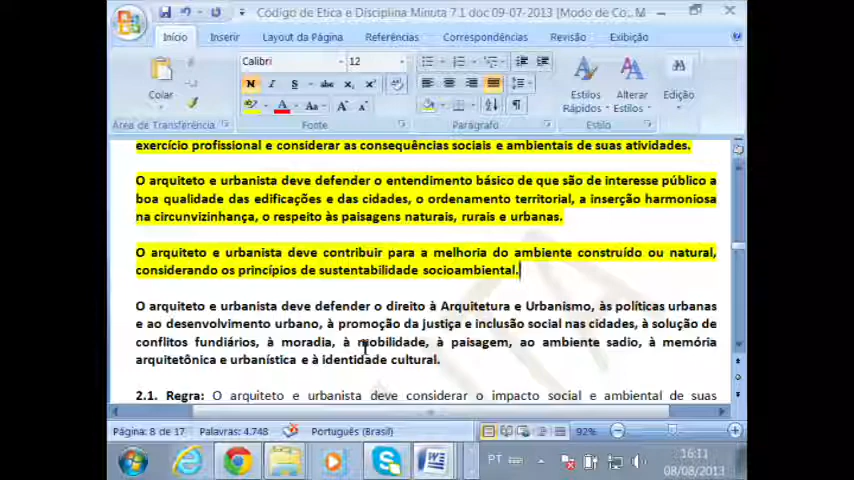 Código de Etica e Disciplina Minuta 7.1 doc 09-07-2013 [Modo de Co... M...
Início Inserir Layout da Página Referências Correspondências Revisão Exibição
Calibri 12
Colar
N I S abc x₂ x²
Aa A A
Estilos Rápidos
Alterar Estilos
Edição
Área de Transferência Fonte Parágrafo Estilo
exercício profissional e considerar as consequências sociais e ambientais de suas atividades.
O arquiteto e urbanista deve defender o entendimento básico de que são de interesse público a
boa qualidade das edificações e das cidades, o ordenamento territorial, a inserção harmoniosa
na circunvizinhança, o respeito às paisagens naturais, rurais e urbanas.
O arquiteto e urbanista deve contribuir para a melhoria do ambiente construído ou natural,
considerando os princípios de sustentabilidade socioambiental.
O arquiteto e urbanista deve defender o direito à Arquitetura e Urbanismo, às políticas urbanas
e ao desenvolvimento urbano, à promoção da justiça e inclusão social nas cidades, à solução de
conflitos fundiários, à moradia, à mobilidade, à paisagem, ao ambiente sadio, à memória
arquitetônica e urbanística e à identidade cultural.
2.1. Regra: O arquiteto e urbanista deve considerar o impacto social e ambiental de suas
Página: 8 de 17 Palavras: 4.748 Português (Brasil) 92%
PT 16:11
08/08/2013